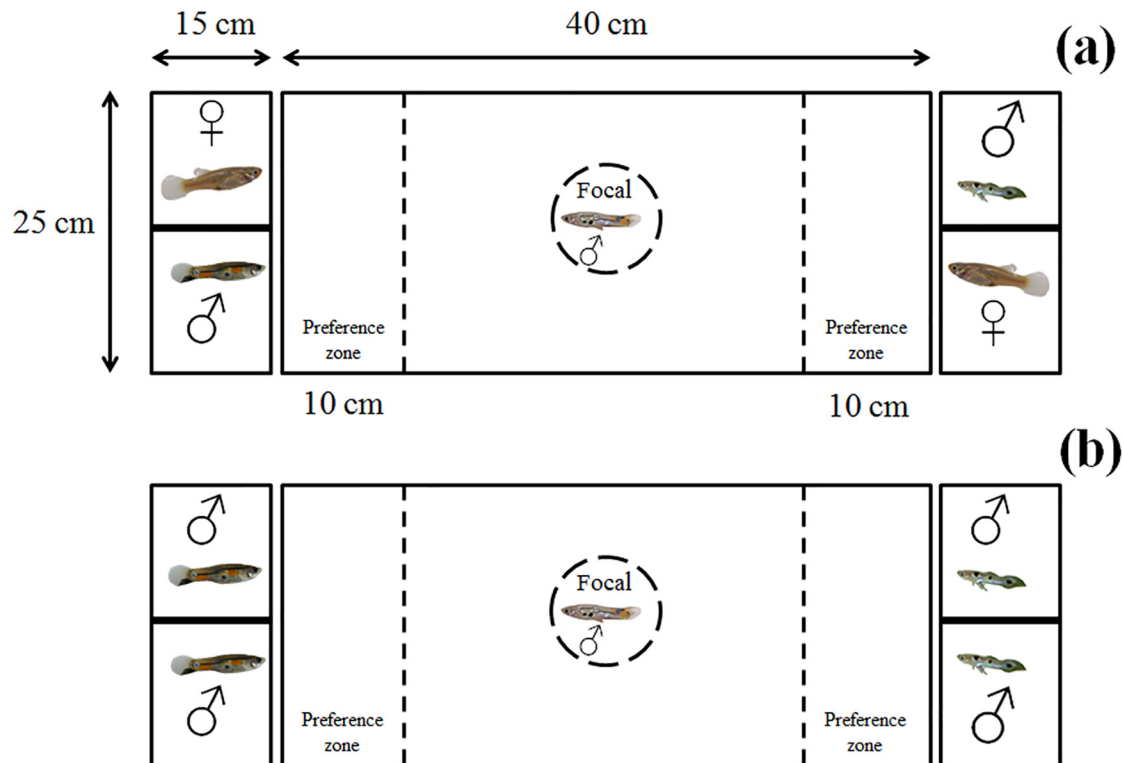 15 cm
40 cm
(a)
♀
♂
Focal
25 cm
♂
♂
Preference
zone
Preference
zone
♀
10 cm
10 cm
(b)
♂
♂
Focal
♂
♂
♂
Preference
zone
Preference
zone